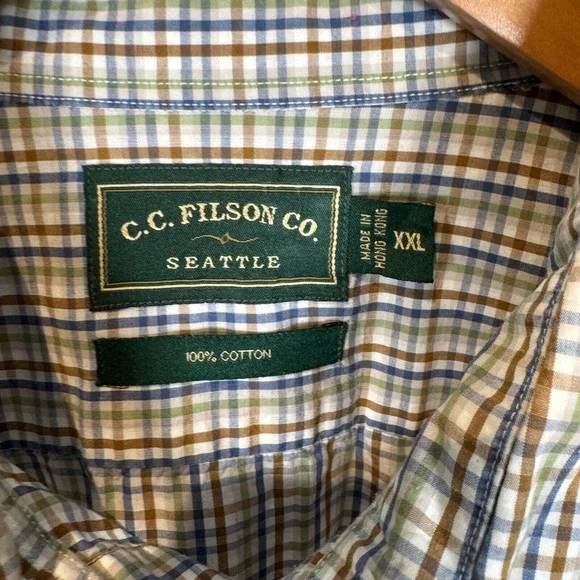 C.C. FILSON CO.
SEATTLE
MADE IN
HONG KONG
XXL
100% COTTON